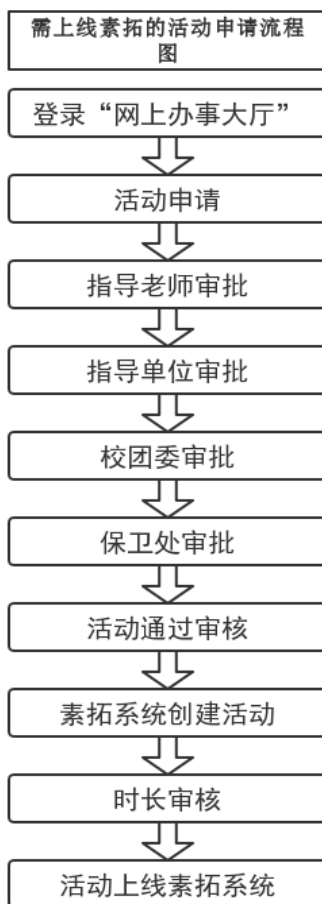 需上线素拓的活动申请流程
图
登录“网上办事大厅”
活动申请
指导老师审批
指导单位审批
校团委审批
保卫处审批
活动通过审核
素拓系统创建活动
时长审核
活动上线素拓系统